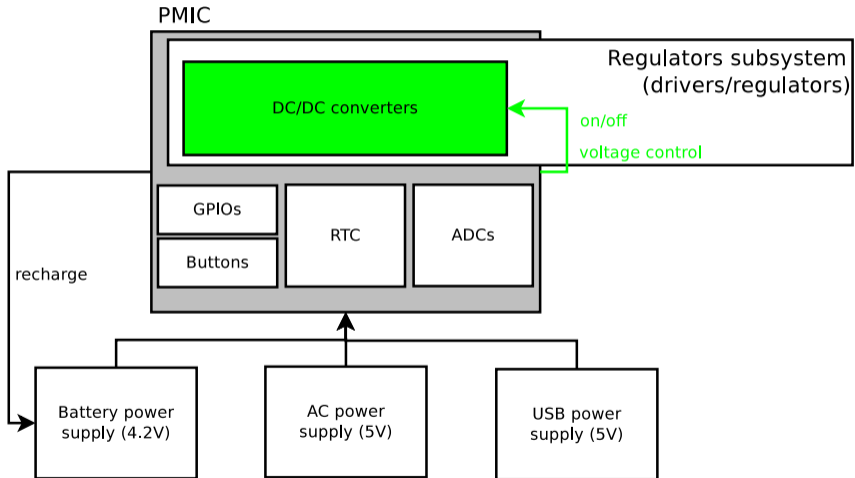 PMIC
Regulators subsystem
(drivers/regulators)
DC/DC converters
on/off
voltage control
GPIOs
Buttons
RTC
ADCs
recharge
Battery power
supply (4.2V)
AC power
supply (5V)
USB power
supply (5V)